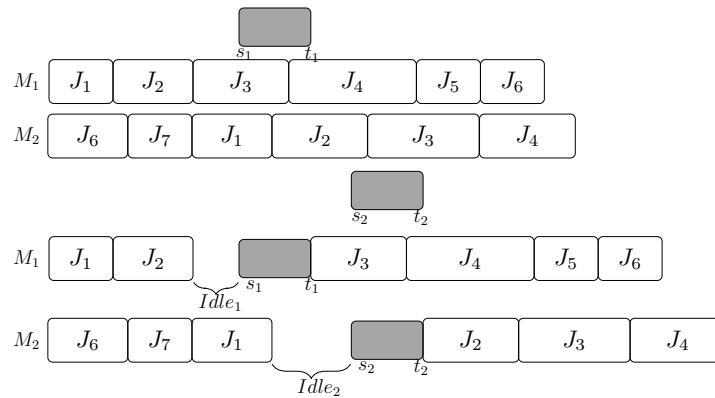 s₁ t₁
M₁ J₁ J₂ J₃ J₄ J₅ J₆
M₂ J₆ J₇ J₁ J₂ J₃ J₄
s₂ t₂
M₁ J₁ J₂ J₃ J₄ J₅ J₆
Idle₁ s₁ t₁
M₂ J₆ J₇ J₁ J₂ J₃ J₄
Idle₂ s₂ t₂